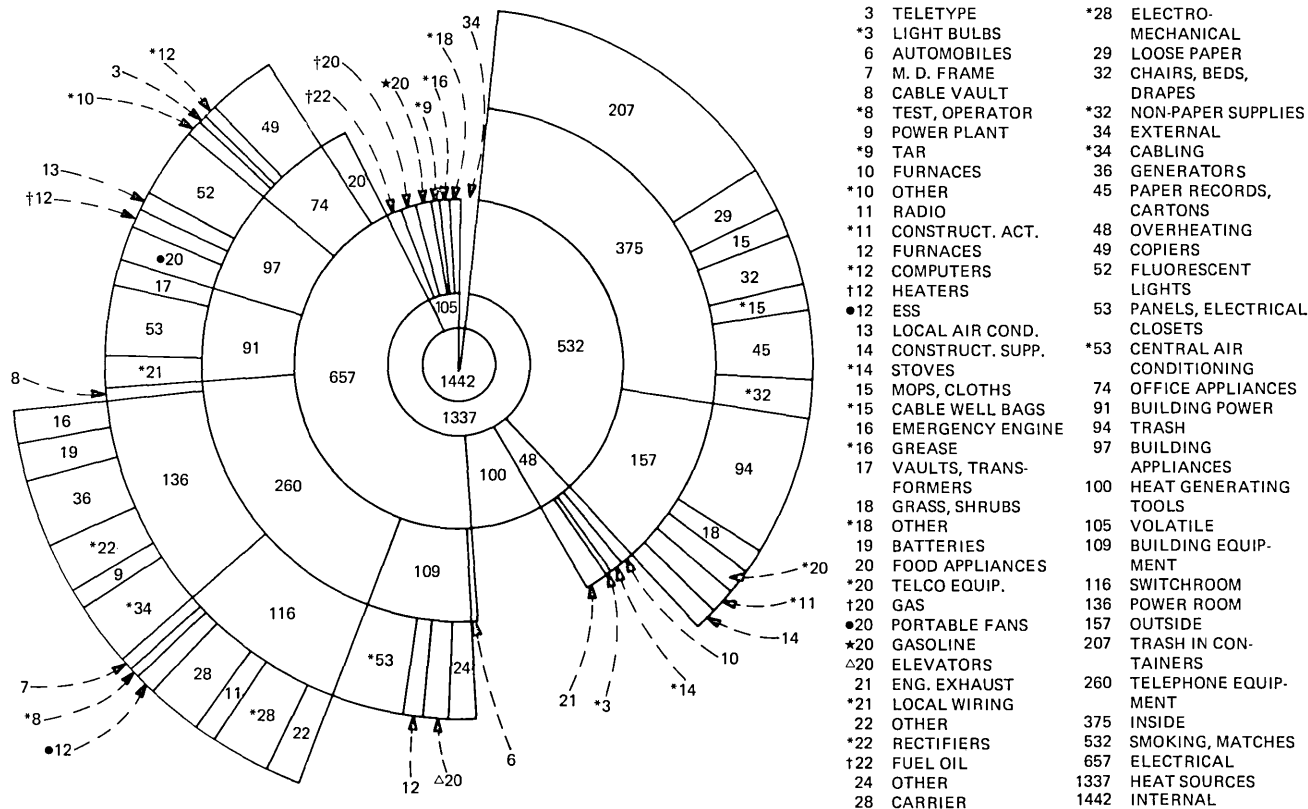 34
*18
*12
†20
★20
*16
3
†22
*9
*10
49
207
20
13
52
74
29
†12
375
15
●20
97
32
17
105
*15
53
91
532
45
*21
657
1442
*32
8
1337
16
48
157
94
19
100
136
260
36
18
*22
*20
9
109
*11
*34
116
14
10
*53
24
*14
7
28
21
*3
11
*8
*28
22
●12
6
12
△20
3 TELETYPE
*3 LIGHT BULBS
6 AUTOMOBILES
7 M. D. FRAME
8 CABLE VAULT
*8 TEST, OPERATOR
9 POWER PLANT
*9 TAR
10 FURNACES
*10 OTHER
11 RADIO
*11 CONSTRUCT. ACT.
12 FURNACES
*12 COMPUTERS
†12 HEATERS
●12 ESS
13 LOCAL AIR COND.
14 CONSTRUCT. SUPP.
*14 STOVES
15 MOPS, CLOTHS
*15 CABLE WELL BAGS
16 EMERGENCY ENGINE
*16 GREASE
17 VAULTS, TRANS-
FORMERS
18 GRASS, SHRUBS
*18 OTHER
19 BATTERIES
20 FOOD APPLIANCES
*20 TELCO EQUIP.
†20 GAS
●20 PORTABLE FANS
★20 GASOLINE
△20 ELEVATORS
21 ENG. EXHAUST
*21 LOCAL WIRING
22 OTHER
*22 RECTIFIERS
†22 FUEL OIL
24 OTHER
28 CARRIER
*28 ELECTRO-
MECHANICAL
29 LOOSE PAPER
32 CHAIRS, BEDS,
DRAPES
*32 NON-PAPER SUPPLIES
34 EXTERNAL
*34 CABLING
36 GENERATORS
45 PAPER RECORDS,
CARTONS
48 OVERHEATING
49 COPIERS
52 FLUORESCENT
LIGHTS
53 PANELS, ELECTRICAL
CLOSETS
*53 CENTRAL AIR
CONDITIONING
74 OFFICE APPLIANCES
91 BUILDING POWER
94 TRASH
97 BUILDING
APPLIANCES
100 HEAT GENERATING
TOOLS
105 VOLATILE
109 BUILDING EQUIP-
MENT
116 SWITCHROOM
136 POWER ROOM
157 OUTSIDE
207 TRASH IN CON-
TAINERS
260 TELEPHONE EQUIP-
MENT
375 INSIDE
532 SMOKING, MATCHES
657 ELECTRICAL
1337 HEAT SOURCES
1442 INTERNAL